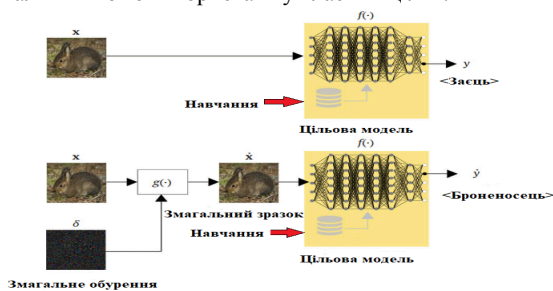 x
f(·)
y
<Заєць>
Навчання
Цільова модель
x
g(·)
ẋ
f(·)
ŷ
<Броненосець>
Змагальний зразок
δ
Навчання
Цільова модель
Змагальне обурення